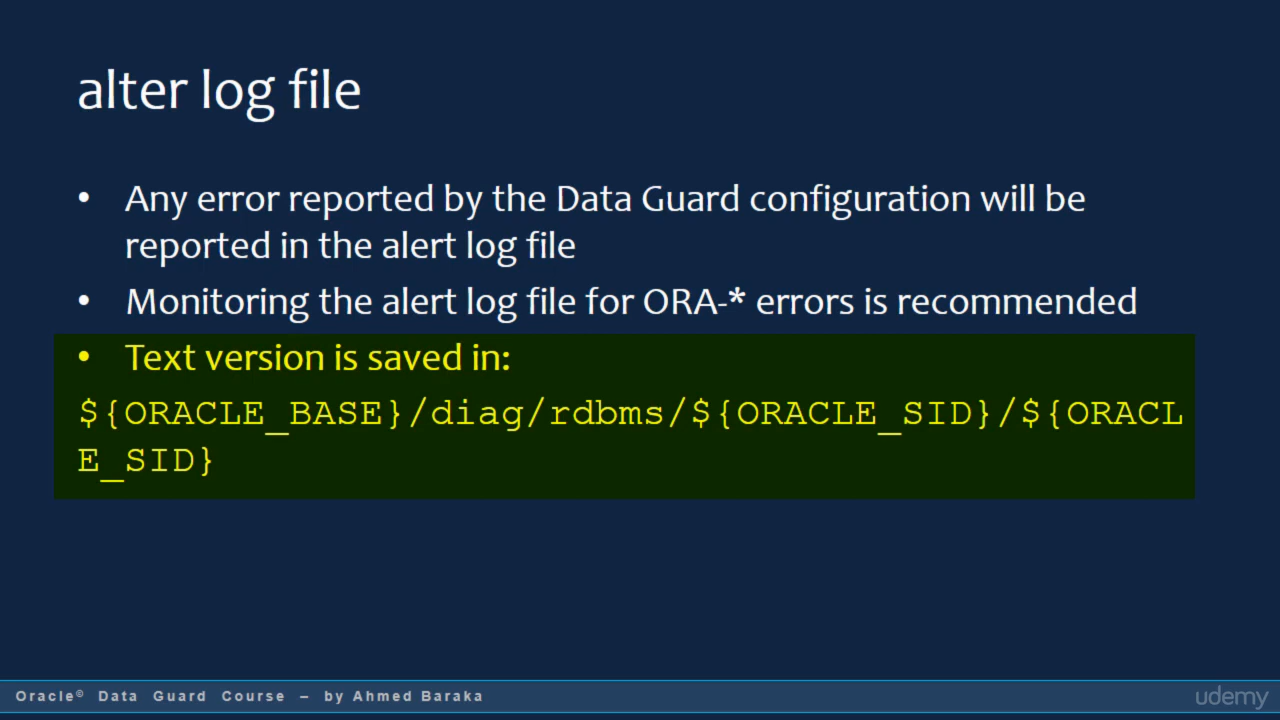 alter log file
• Any error reported by the Data Guard configuration will be
reported in the alert log file
• Monitoring the alert log file for ORA-* errors is recommended
• Text version is saved in:
${ORACLE_BASE}/diag/rdbms/${ORACLE_SID}/${ORACL
E_SID}
Oracle© Data Guard Course – by Ahmed Baraka
udemy